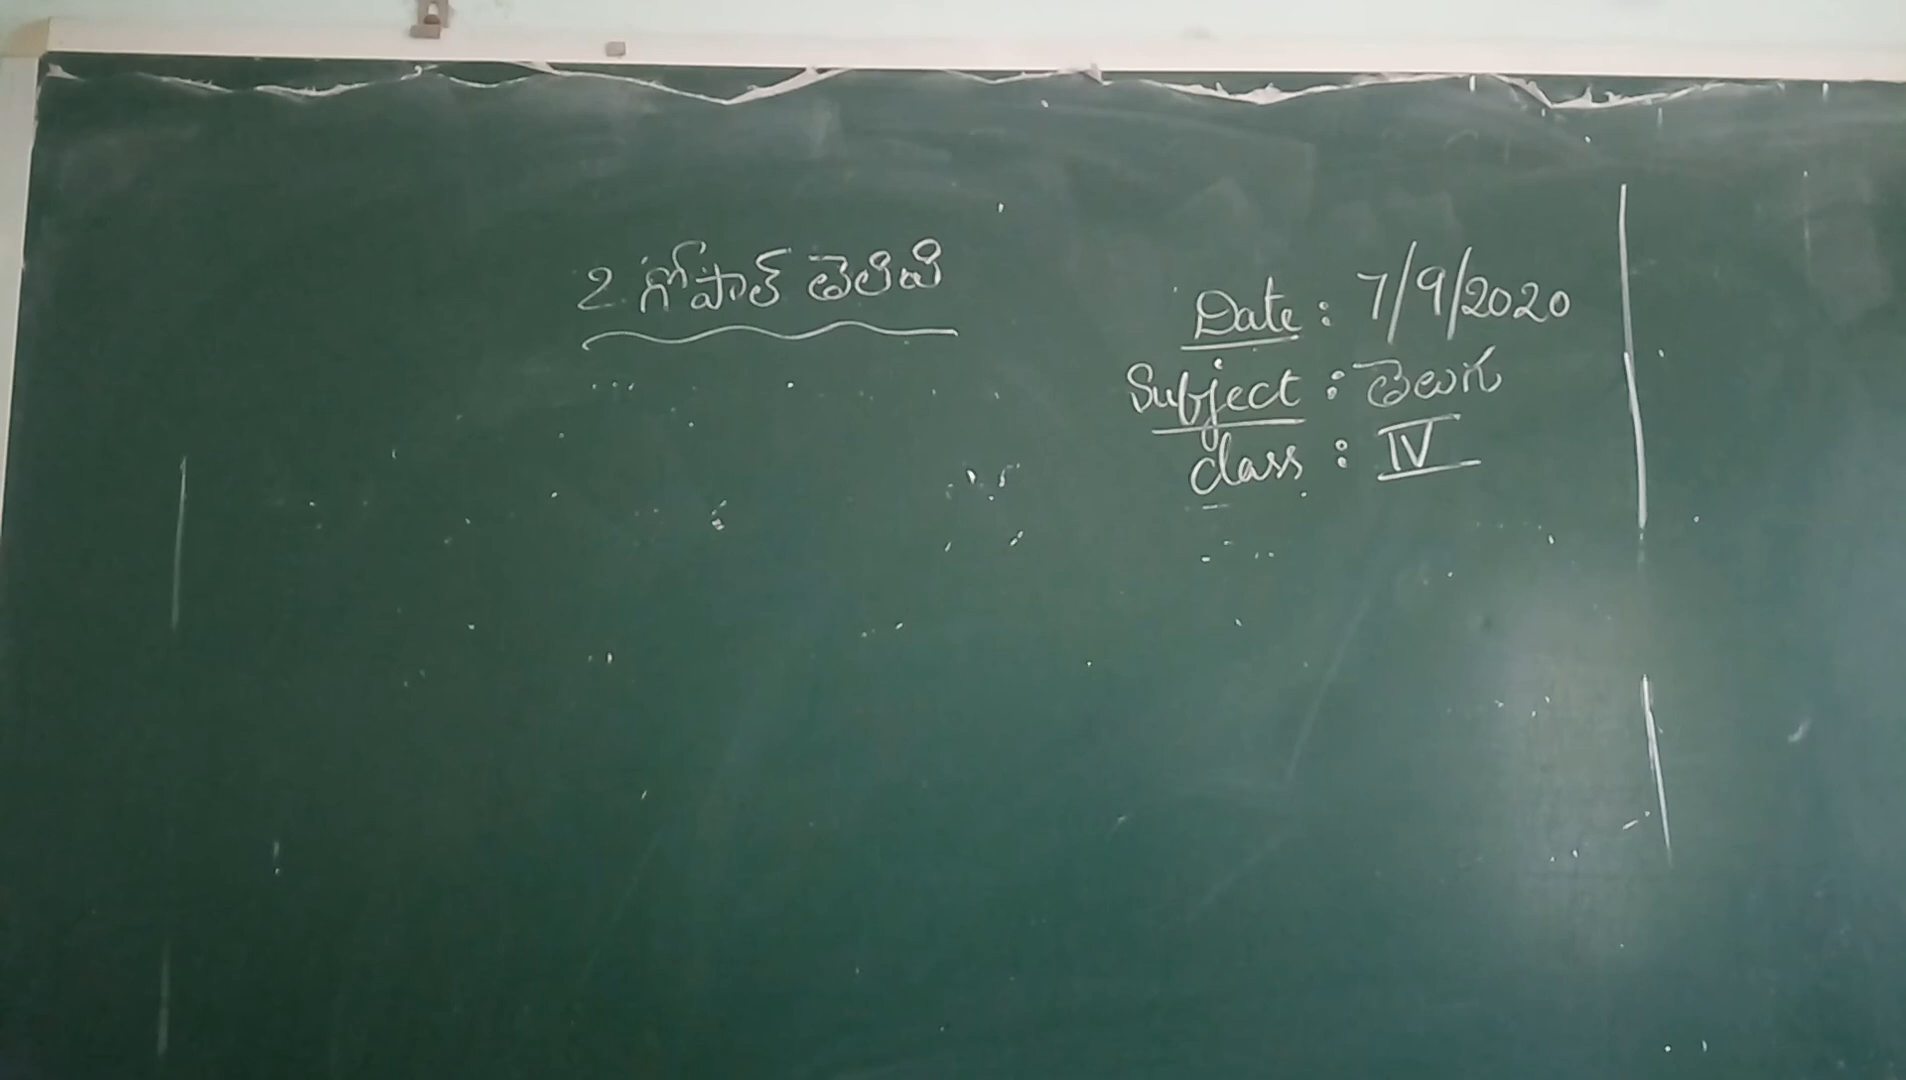 2 గోపాల్ తెలివి
Date : 7/9/2020
Subject : తెలుగు
class : IV